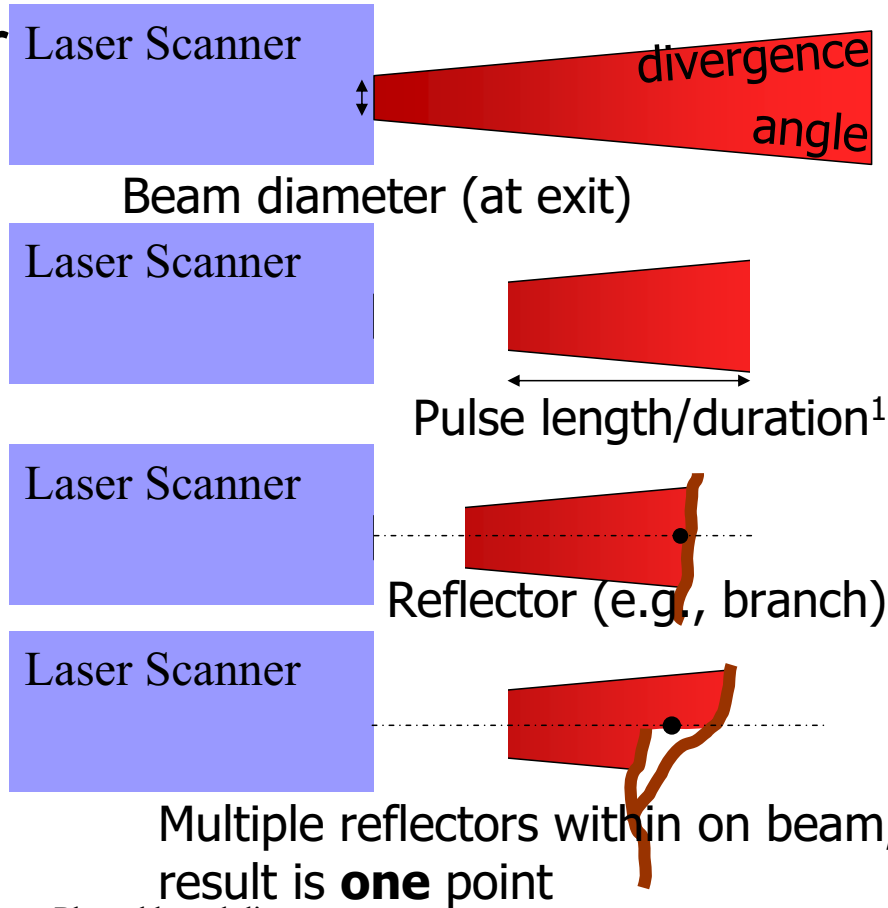 Laser Scanner
divergence
angle
Beam diameter (at exit)
Laser Scanner
Pulse length/duration¹
Laser Scanner
Reflector (e.g., branch)
Laser Scanner
Multiple reflectors within on beam,
result is one point